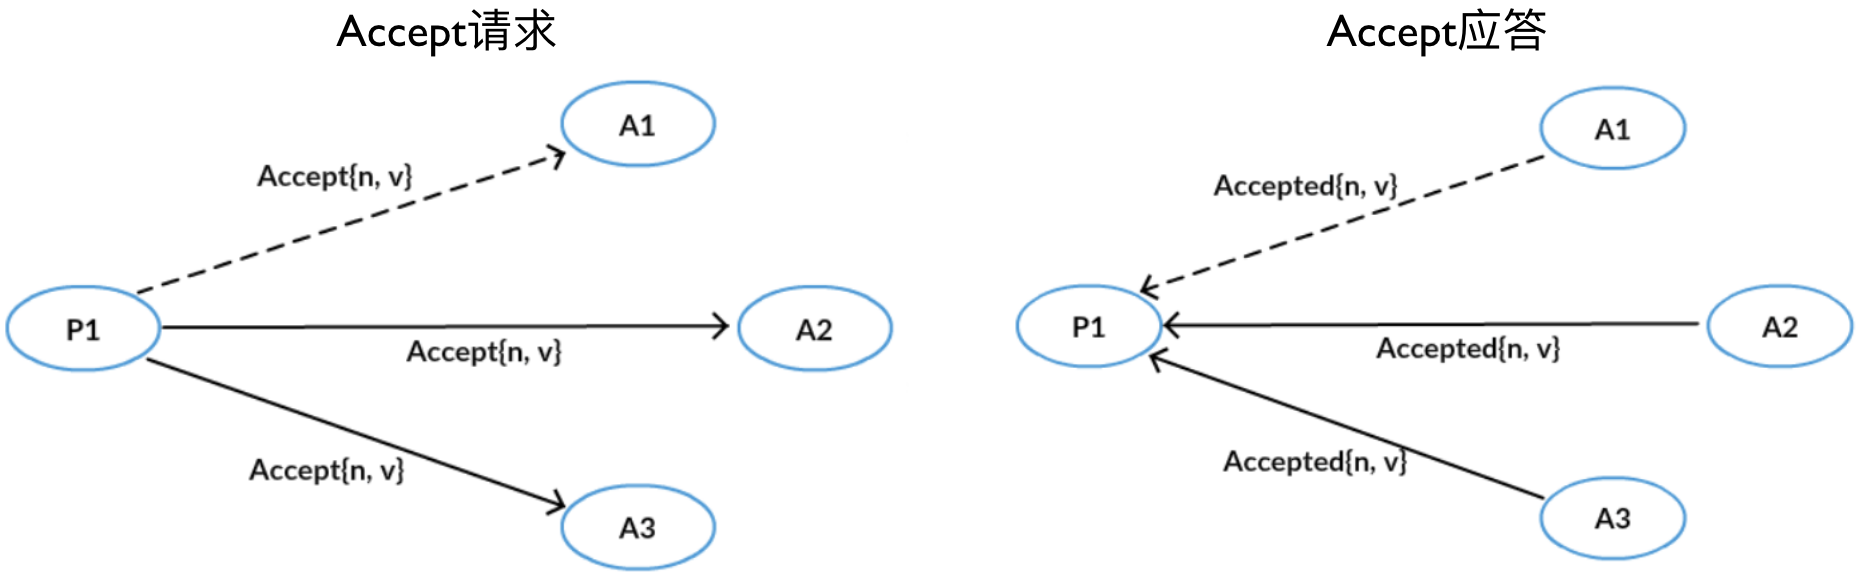 Accept请求
A1
Accept{n, v}
P1
A2
Accept{n, v}
Accept{n, v}
A3
Accept应答
A1
Accepted{n, v}
P1
A2
Accepted{n, v}
Accepted{n, v}
A3